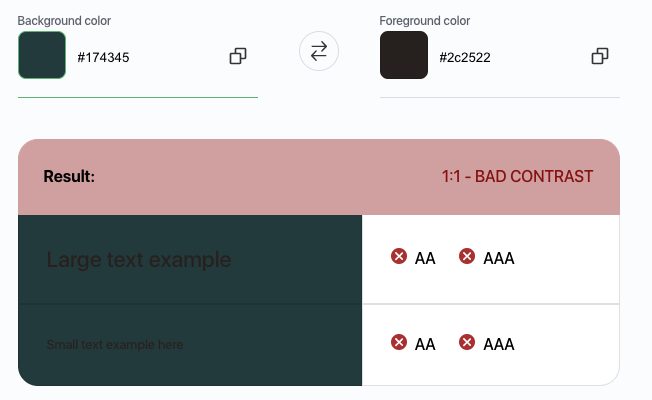 Background color
Foreground color
#174345
#2c2522
Result:
1:1 - BAD CONTRAST
Large text example
AA
AAA
Small text example here
AA
AAA